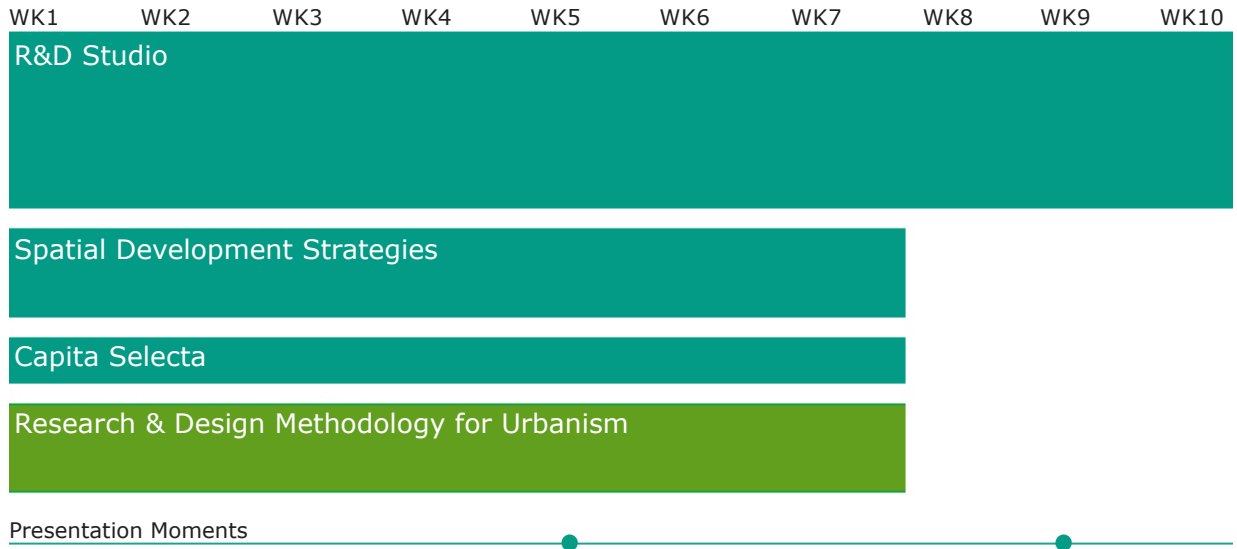 WK1 WK2 WK3 WK4 WK5 WK6 WK7 WK8 WK9 WK10
R&D Studio
Spatial Development Strategies
Capita Selecta
Research & Design Methodology for Urbanism
Presentation Moments